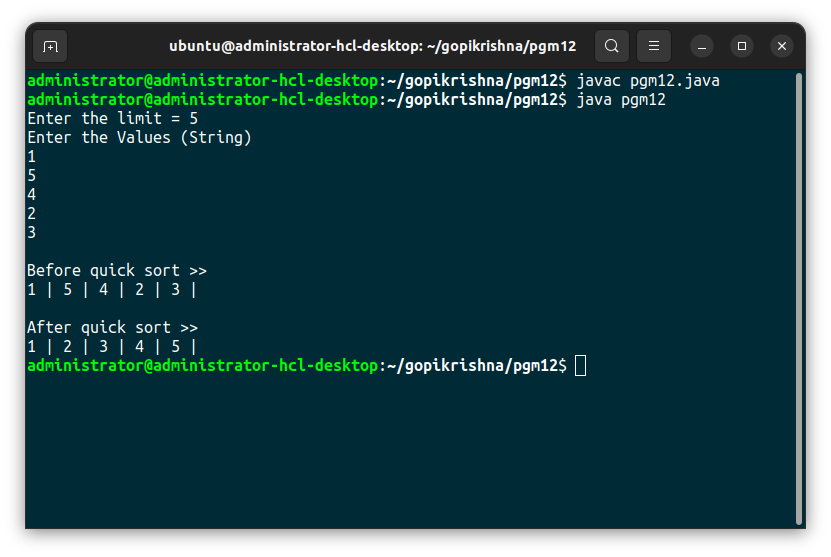 ubuntu@administrator-hcl-desktop: ~/gopikrishna/pgm12
administrator@administrator-hcl-desktop:~/gopikrishna/pgm12$ javac pgm12.java
administrator@administrator-hcl-desktop:~/gopikrishna/pgm12$ java pgm12
Enter the limit = 5
Enter the Values (String)
1
5
4
2
3
Before quick sort >>
1 | 5 | 4 | 2 | 3 |
After quick sort >>
1 | 2 | 3 | 4 | 5 |
administrator@administrator-hcl-desktop:~/gopikrishna/pgm12$